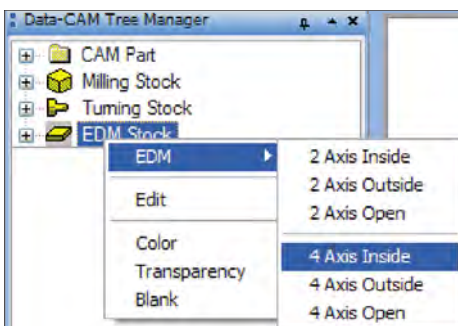 Data-CAM Tree Manager
CAM Part
Milling Stock
Turning Stock
EDM Stock
EDM
Edit
Color
Transparency
Blank
2 Axis Inside
2 Axis Outside
2 Axis Open
4 Axis Inside
4 Axis Outside
4 Axis Open